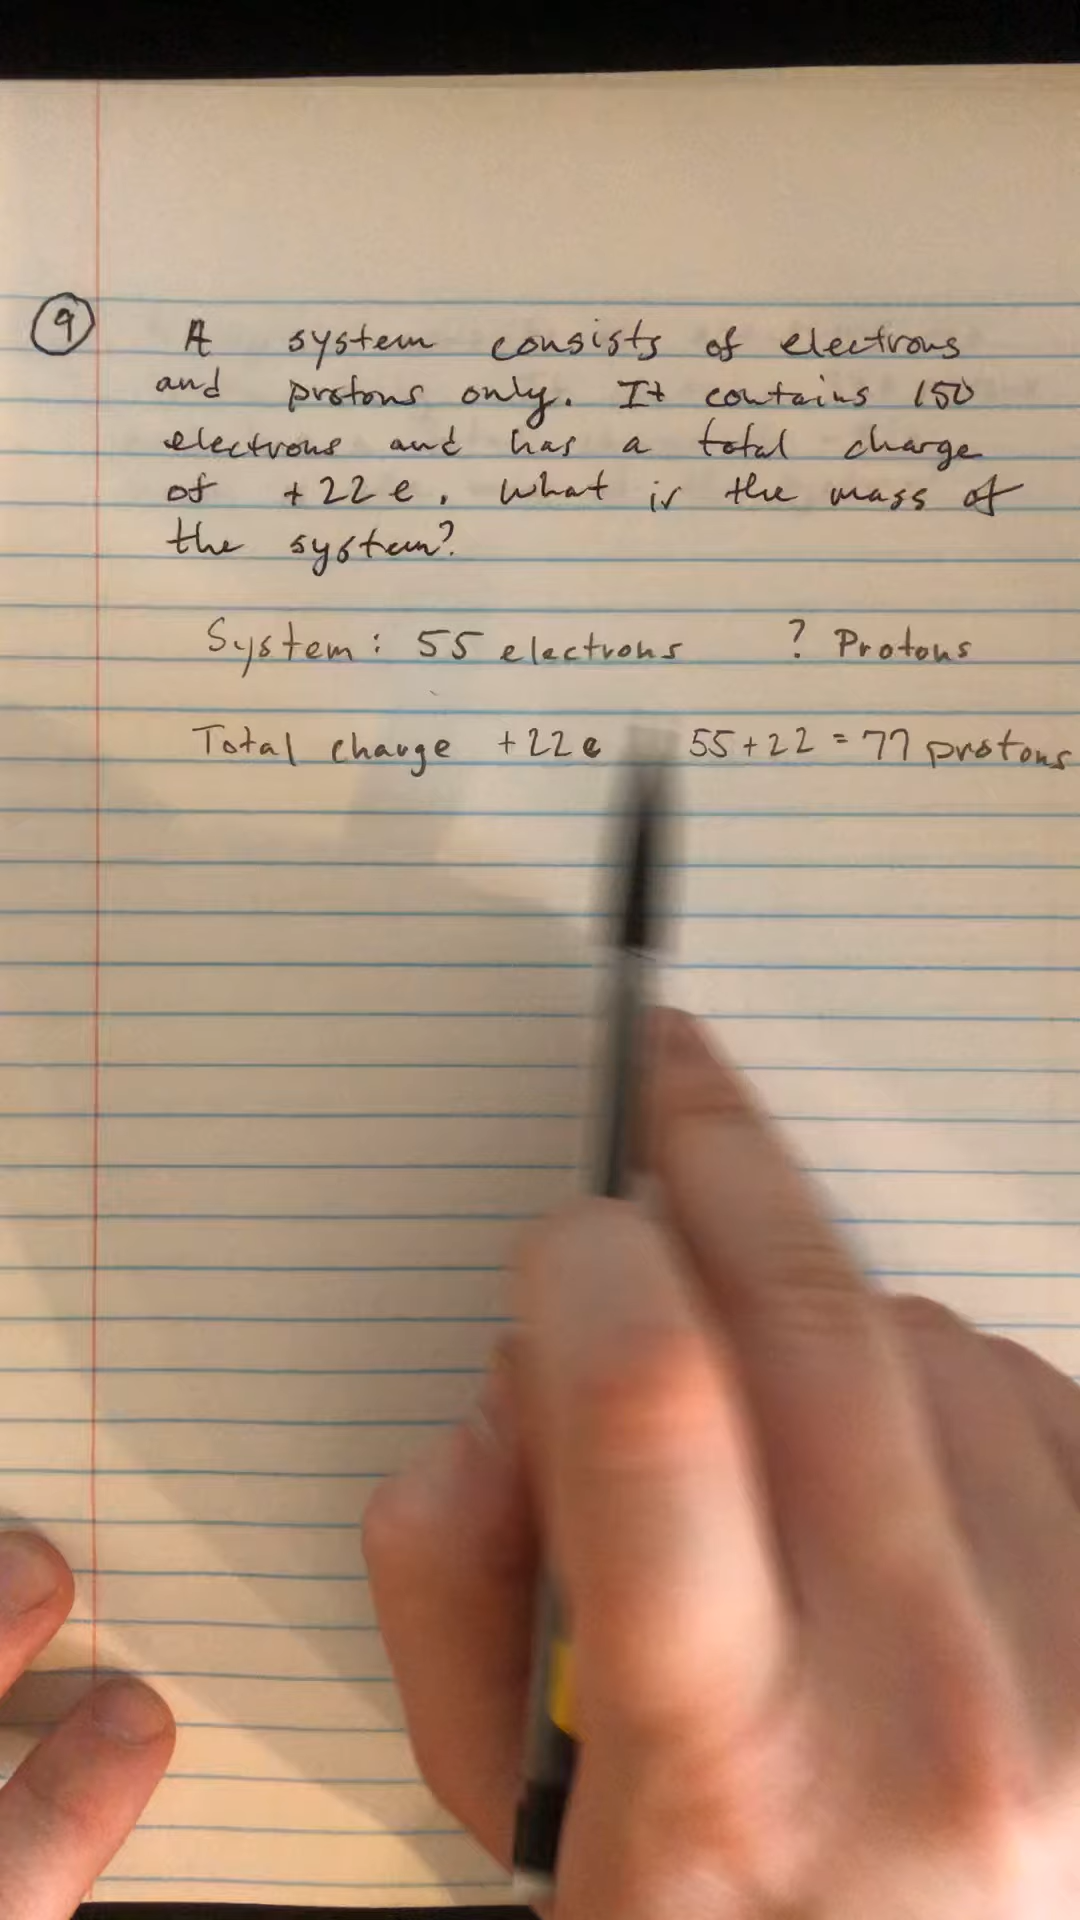 9
A system consists of electrons
and protons only. It contains 150
electrons and has a total charge
of +22 e. What is the mass of
the system?
System: 55 electrons ? Protons
Total charge +22e 55+22=77 protons